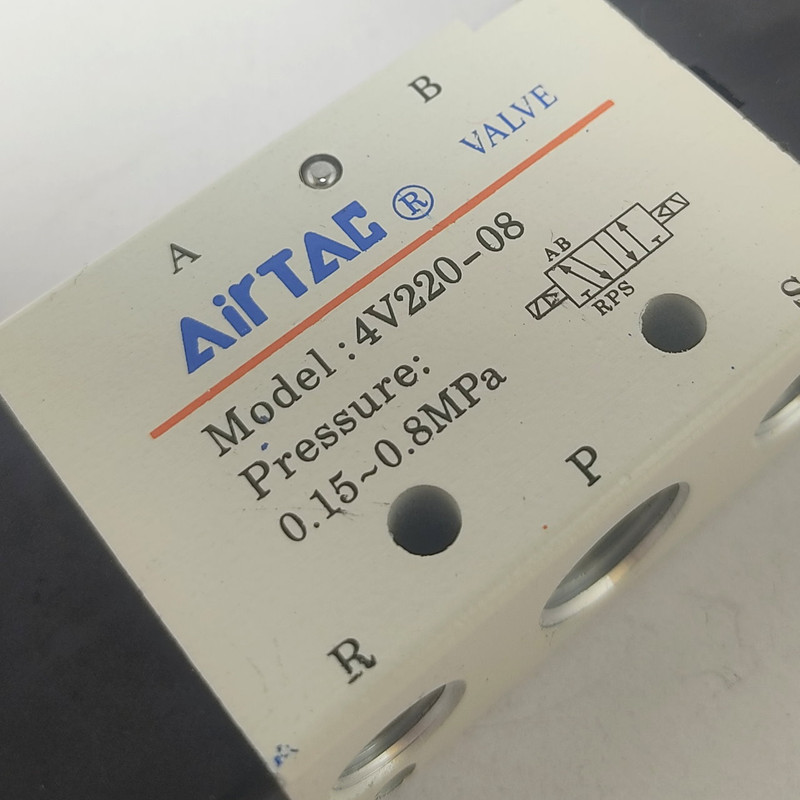 A
B
AirTAC ® VALVE
Model:4V220-08
Pressure:
0.15~0.8MPa
AB
RPS
R
P
S